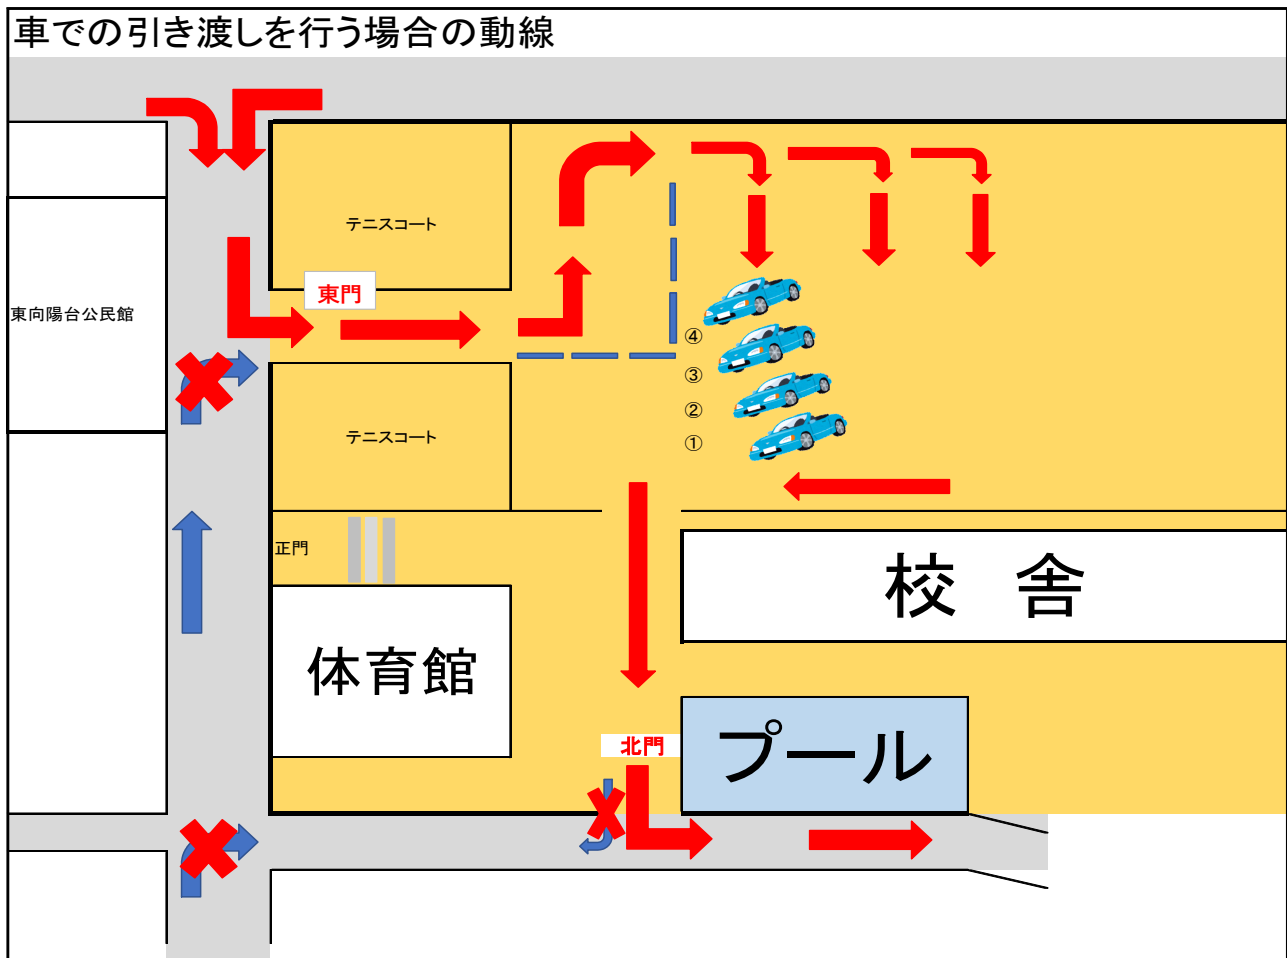 車での引き渡しを行う場合の動線
テニスコート
東門
東向陽台公民館
④
③
②
テニスコート
①
正門
校 舎
体育館
北門
プール